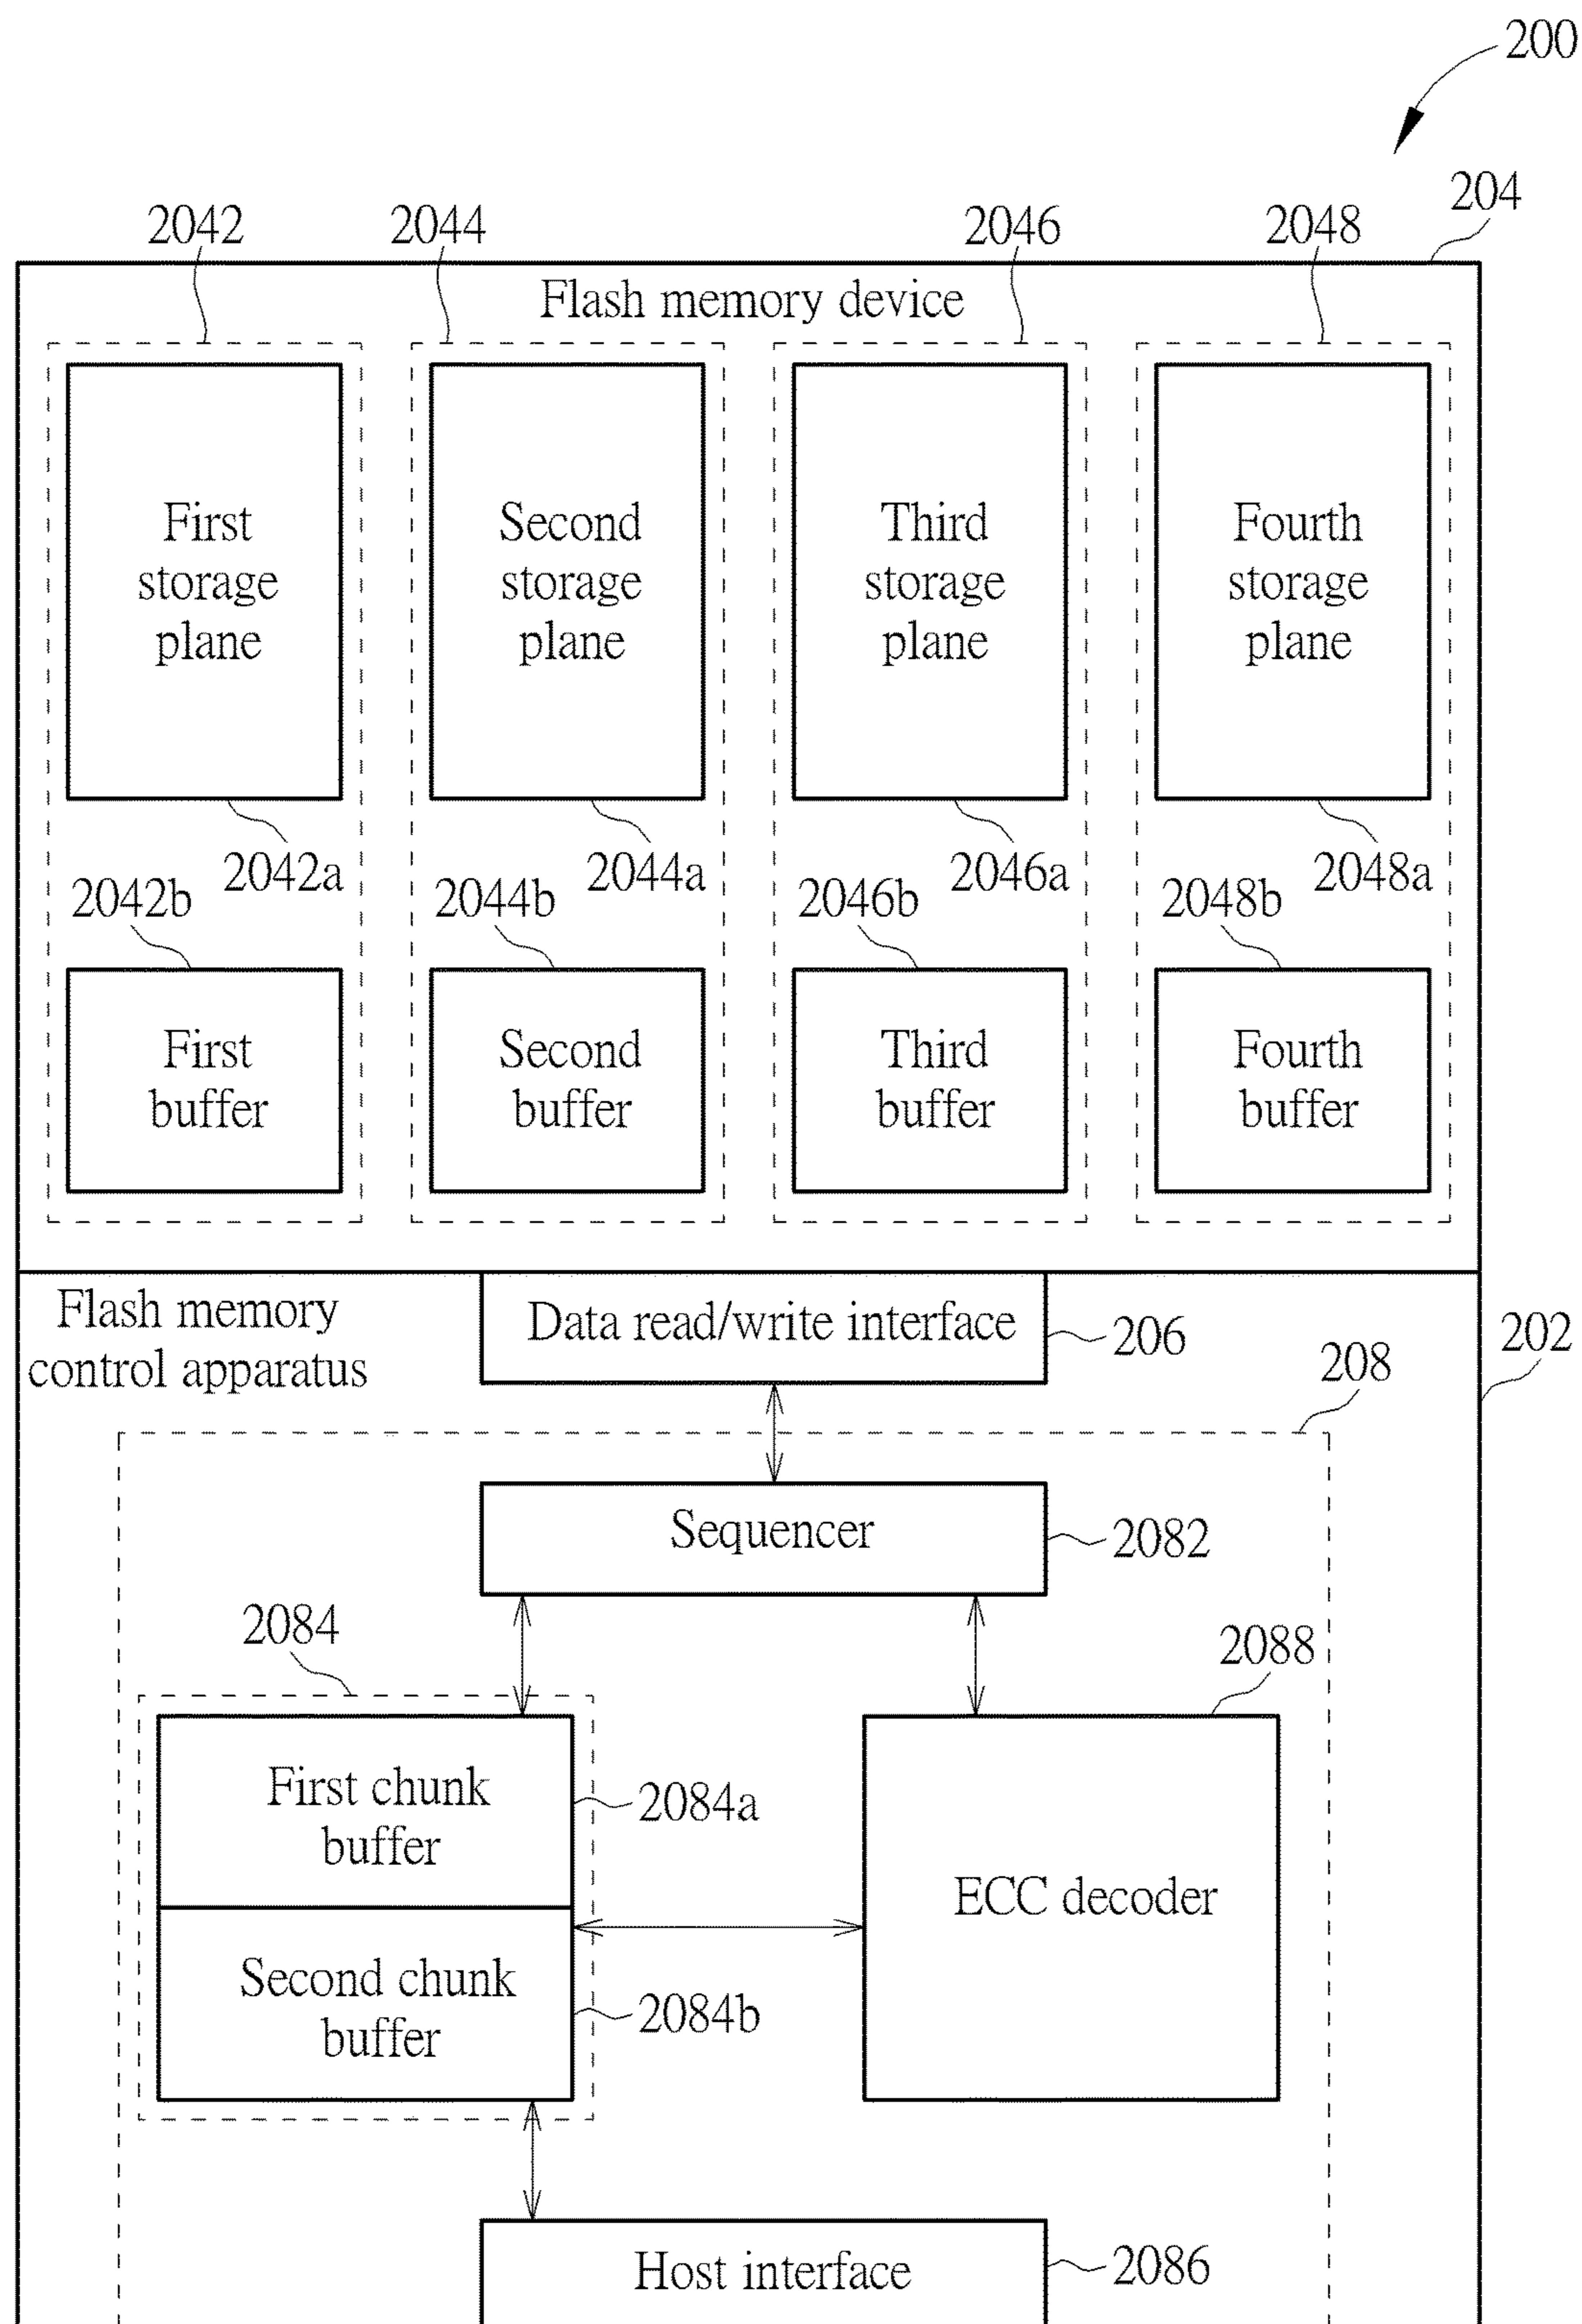 200
204
2042
2044
2046
2048
Flash memory device
First
storage
plane
Second
storage
plane
Third
storage
plane
Fourth
storage
plane
2042a
2044a
2046a
2048a
2042b
2044b
2046b
2048b
First
buffer
Second
buffer
Third
buffer
Fourth
buffer
Flash memory
control apparatus
Data read/write interface
206
202
208
Sequencer
2082
2084
2088
First chunk
buffer
2084a
ECC decoder
Second chunk
buffer
2084b
Host interface
2086